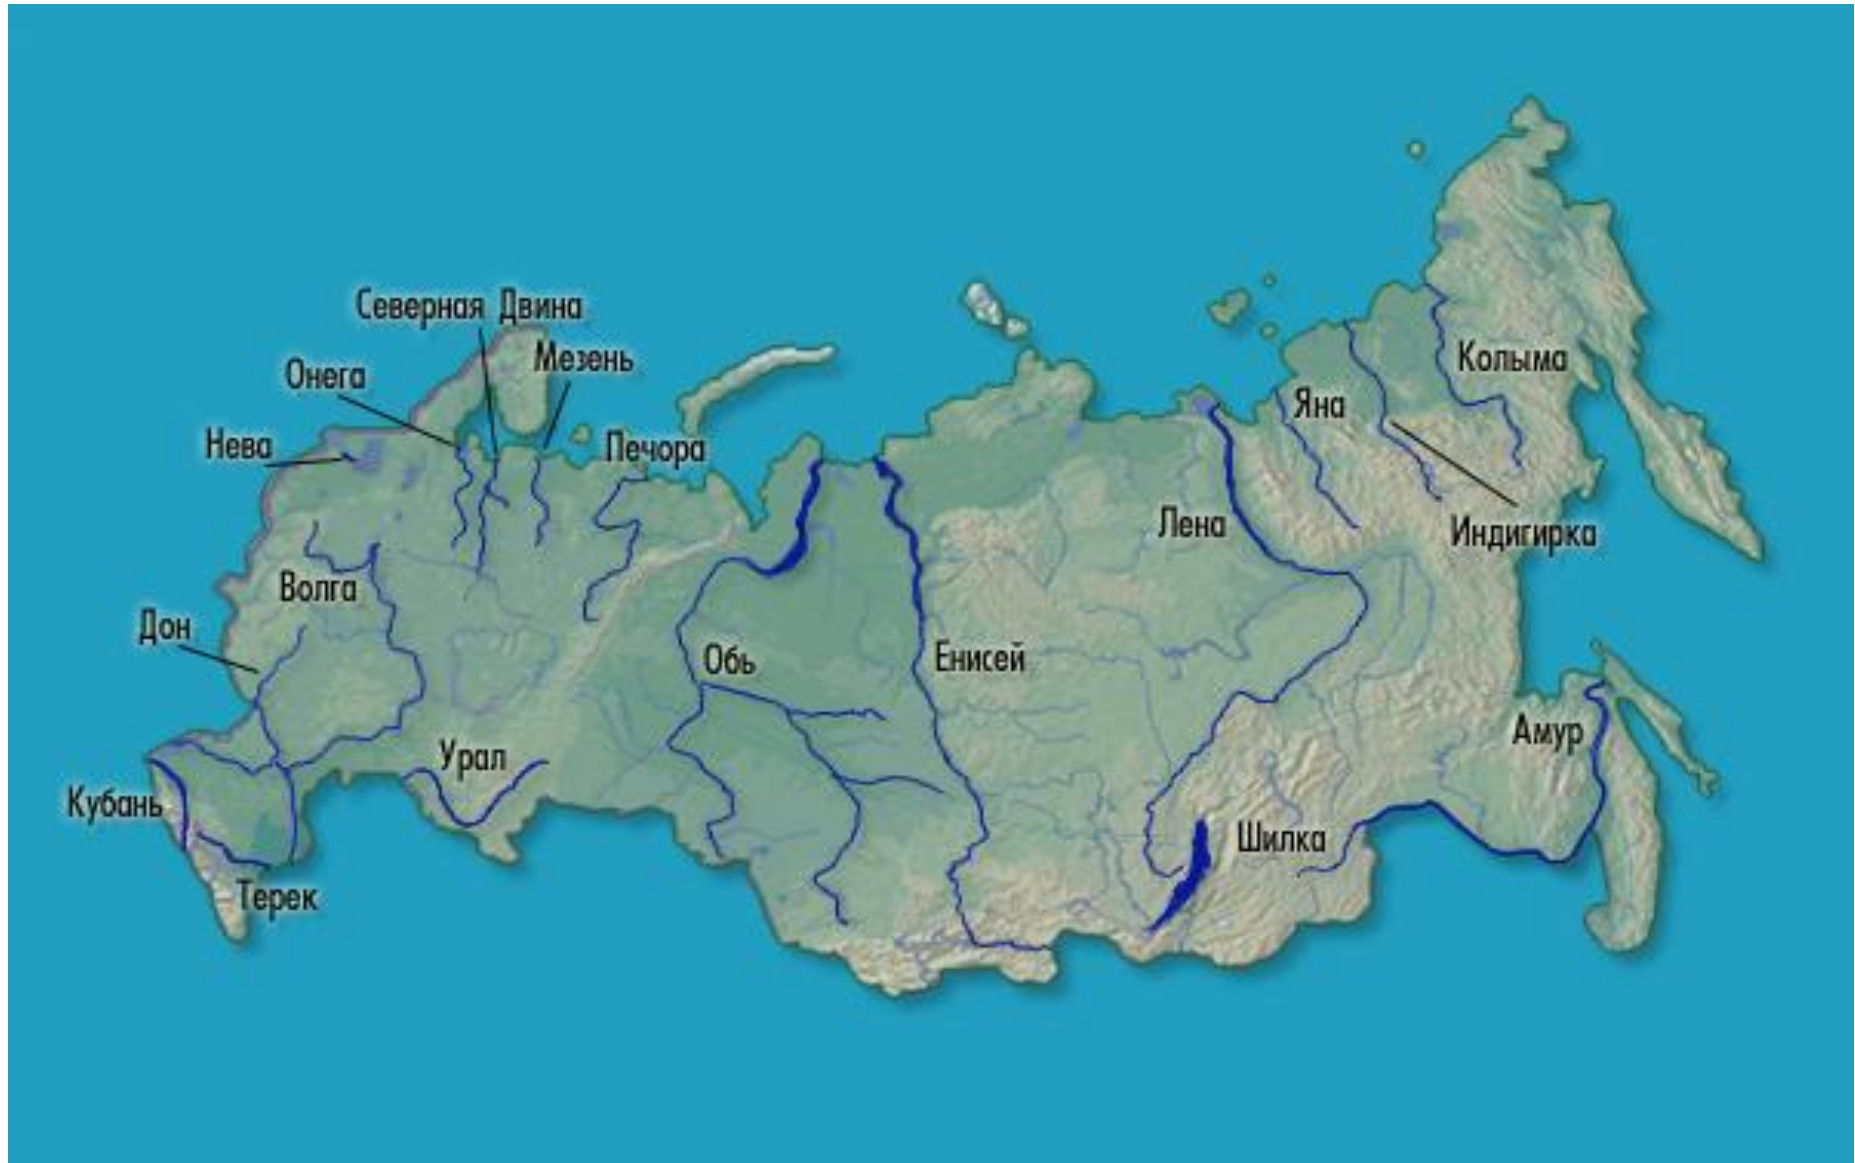 Северная Двина
Мезень
Онега
Колыма
Яна
Нева
Печора
Лена
Индигирка
Волга
Дон
Обь
Енисей
Амур
Урал
Кубань
Шилка
Терек